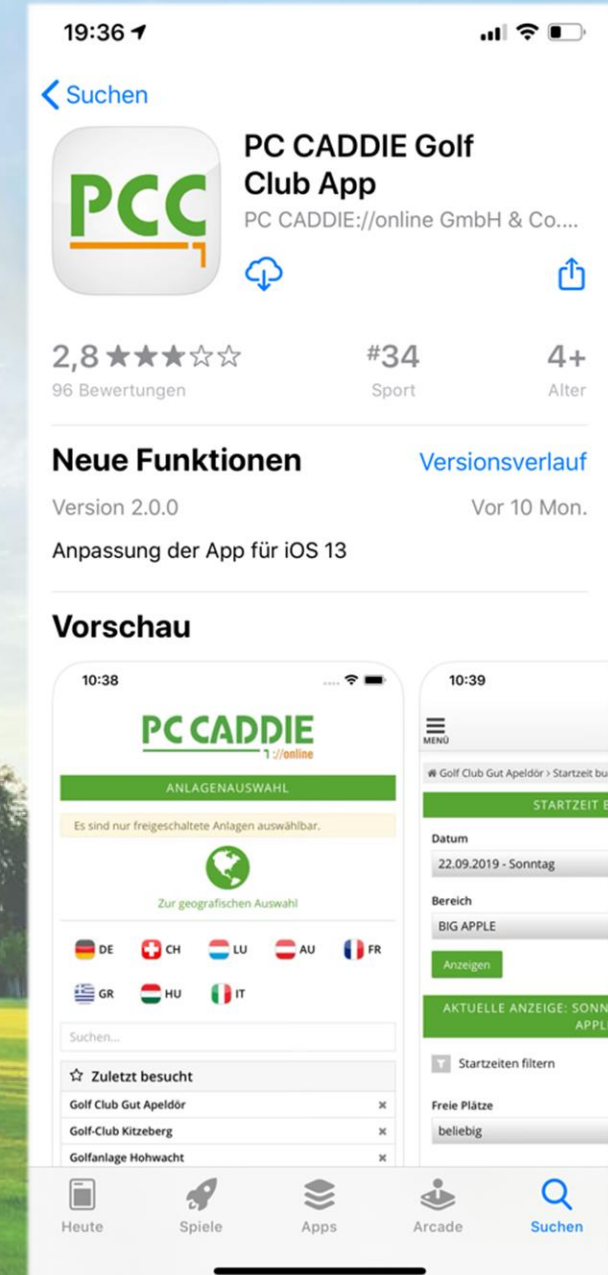 19:36
Suchen
PCC
PC CADDIE Golf
Club App
PC CADDIE://online GmbH & Co....
2,8 ★★★☆☆
96 Bewertungen
#34
Sport
4+
Alter
Neue Funktionen
Versionsverlauf
Version 2.0.0
Vor 10 Mon.
Anpassung der App für iOS 13
Vorschau
10:38
PC CADDIE
://online
ANLAGENAUSWAHL
Es sind nur freigeschaltete Anlagen auswählbar.
Zur geografischen Auswahl
DE CH LU AU FR
GR HU IT
Suchen...
Zuletzt besucht
Golf Club Gut Apeldör
Golf-Club Kitzeberg
Golfanlage Hohwacht
10:39
MENÜ
Golf Club Gut Apeldör > Startzeit bu
STARTZEIT B
Datum
22.09.2019 - Sonntag
Bereich
BIG APPLE
Anzeigen
AKTUELLE ANZEIGE: SONN
APPL
Startzeiten filtern
Freie Plätze
beliebig
Heute
Spiele
Apps
Arcade
Suchen